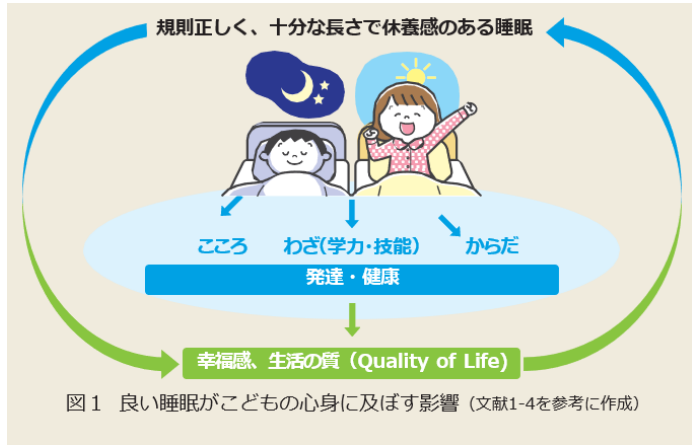 規則正しく、十分な長さで休養感のある睡眠
こころ わざ(学力・技能) からだ
発達・健康
幸福感、生活の質（Quality of Life)
図１ 良い睡眠がこどもの心身に及ぼす影響（文献1-4を参考に作成）